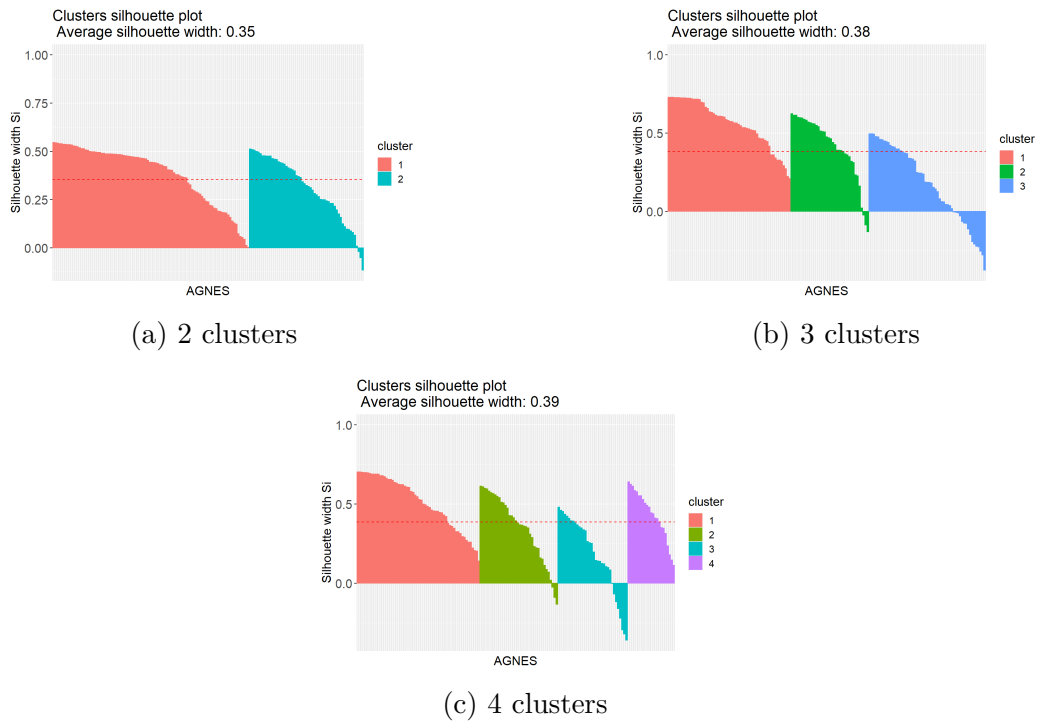 Clusters silhouette plot
Average silhouette width: 0.35
1.00
0.75
0.50
0.25
0.00
Silhouette width Si
AGNES
cluster
1
2
(a) 2 clusters
Clusters silhouette plot
Average silhouette width: 0.38
1.0
0.5
0.0
Silhouette width Si
AGNES
cluster
1
2
3
(b) 3 clusters
Clusters silhouette plot
Average silhouette width: 0.39
1.0
0.5
0.0
Silhouette width Si
AGNES
cluster
1
2
3
4
(c) 4 clusters